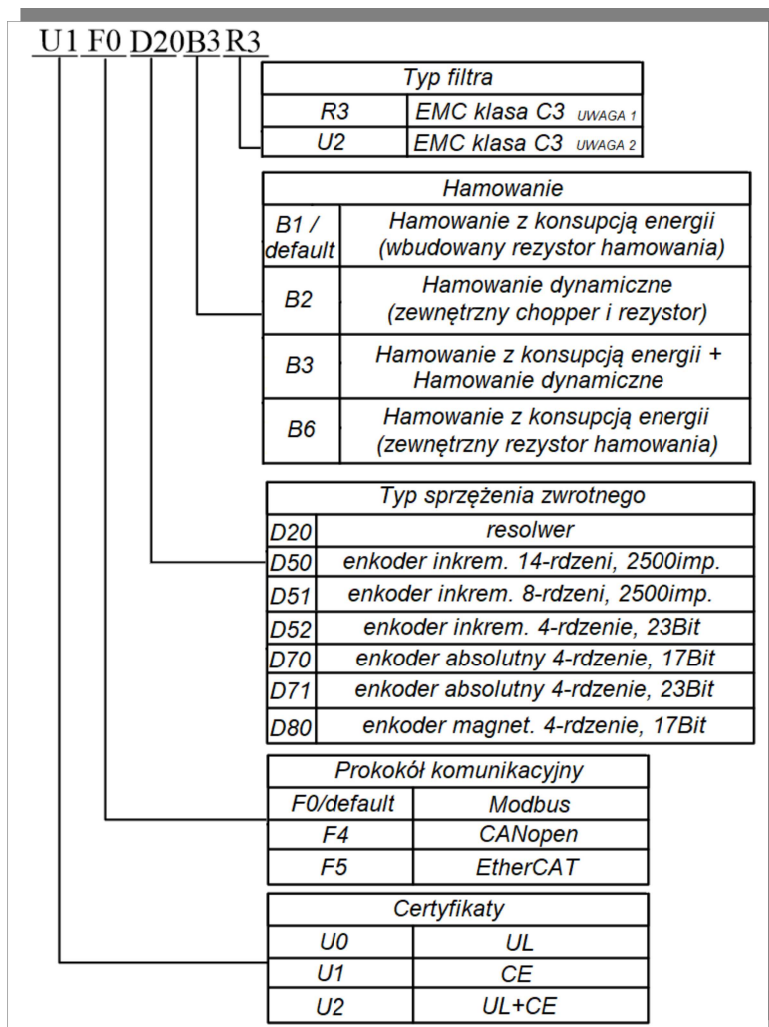 U1 F0 D20B3R3
Typ filtra
R3 EMC klasa C3 UWAGA 1
U2 EMC klasa C3 UWAGA 2
Hamowanie
B1 / default Hamowanie z konsupcją energii
(wbudowany rezystor hamowania)
B2 Hamowanie dynamiczne
(zewnętrzny chopper i rezystor)
B3 Hamowanie z konsupcją energii +
Hamowanie dynamiczne
B6 Hamowanie z konsupcją energii
(zewnętrzny rezystor hamowania)
Typ sprzężenia zwrotnego
D20 resolwer
D50 enkoder inkrem. 14-rdzeni, 2500imp.
D51 enkoder inkrem. 8-rdzeni, 2500imp.
D52 enkoder inkrem. 4-rdzenie, 23Bit
D70 enkoder absolutny 4-rdzenie, 17Bit
D71 enkoder absolutny 4-rdzenie, 23Bit
D80 enkoder magnet. 4-rdzenie, 17Bit
Prokokół komunikacyjny
F0/default Modbus
F4 CANopen
F5 EtherCAT
Certyfikaty
U0 UL
U1 CE
U2 UL+CE